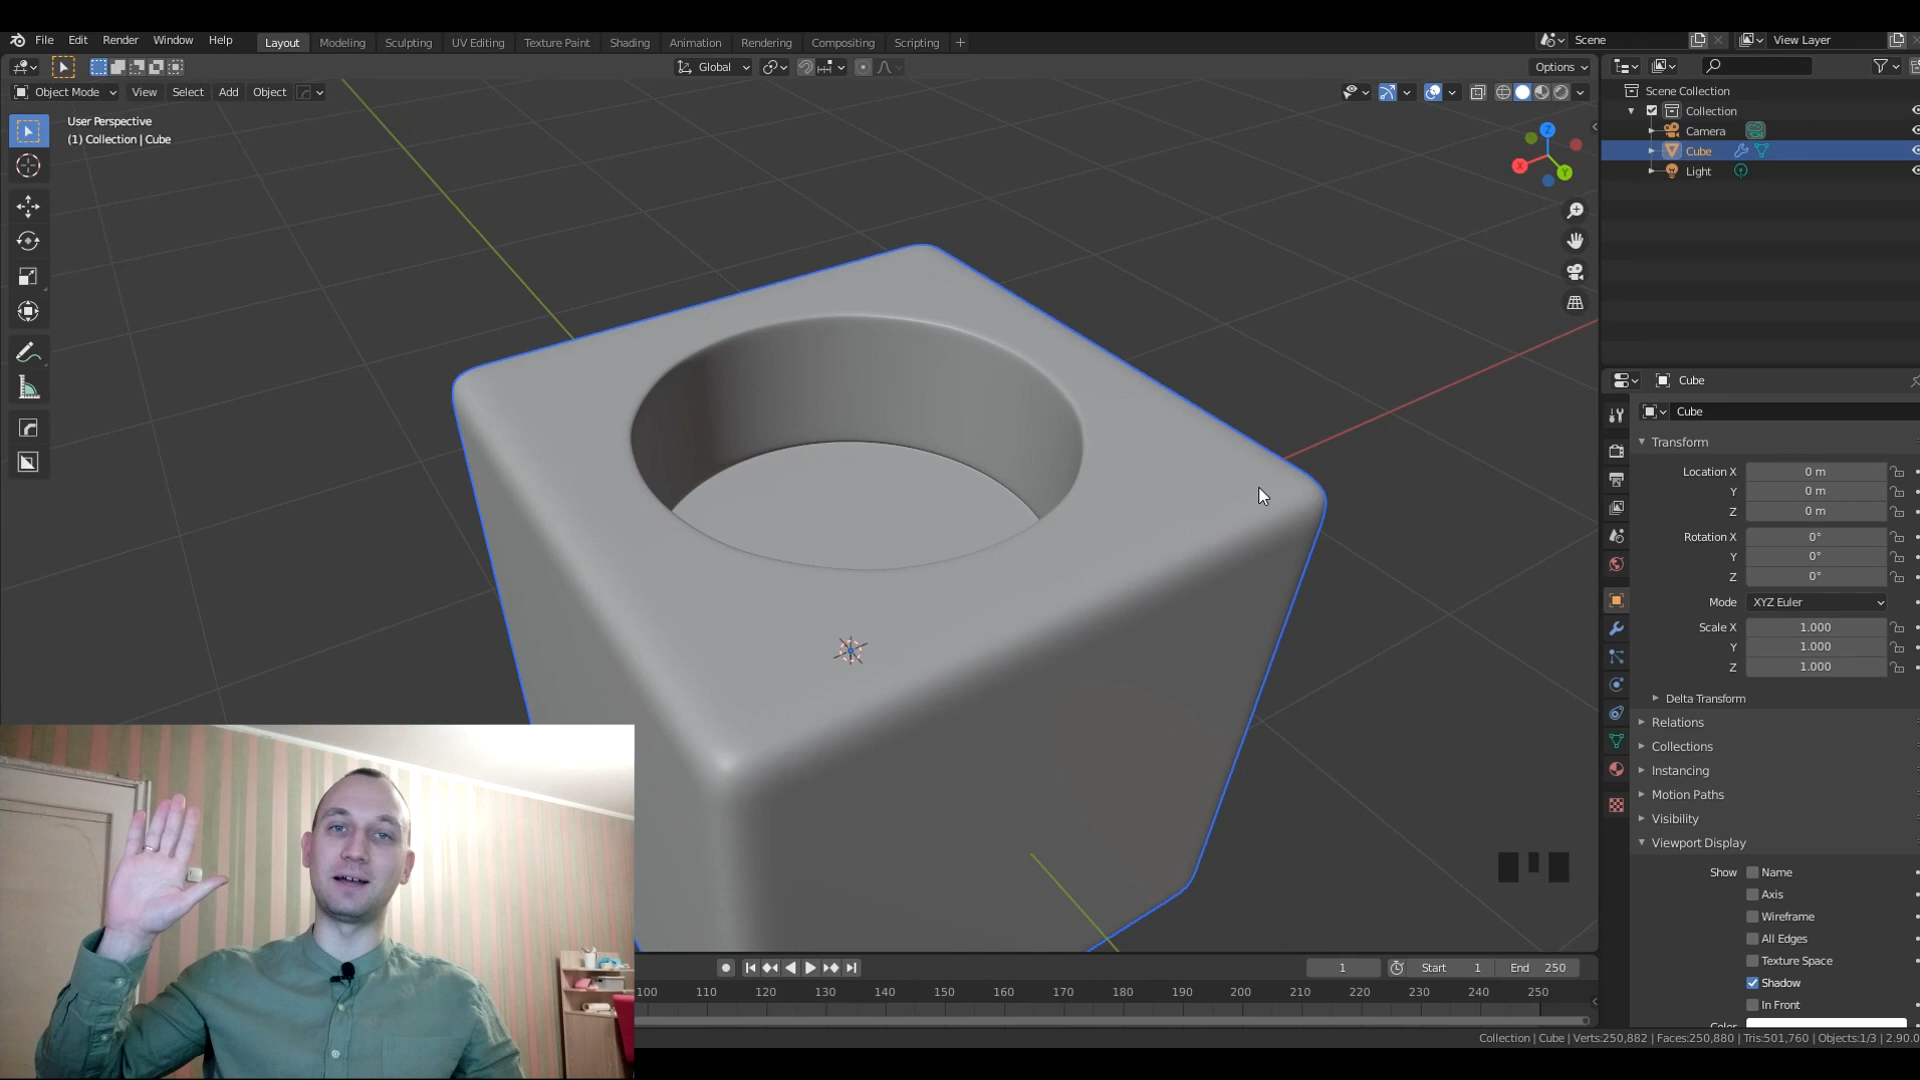 File Edit Render Window Help Layout Modeling Sculpting UV Editing Texture Paint Shading Animation Rendering Compositing Scripting + Scene View Layer
Global Options
Object Mode View Select Add Object
User Perspective
(1) Collection | Cube
Z
X
Y
Scene Collection
Collection
Camera
Cube
Light
Cube
Cube
Transform
Location X 0 m
Y 0 m
Z 0 m
Rotation X 0°
Y 0°
Z 0°
Mode XYZ Euler
Scale X 1.000
Y 1.000
Z 1.000
Delta Transform
Relations
Collections
Instancing
Motion Paths
Visibility
Viewport Display
Show Name
Axis
Wireframe
All Edges
Texture Space
Shadow
In Front
1 Start 1 End 250
100 110 120 130 140 150 160 170 180 190 200 210 220 230 240 250
Collection | Cube | Verts:250,882 | Faces:250,880 | Tris:501,760 | Objects:1/3 | 2.90.0